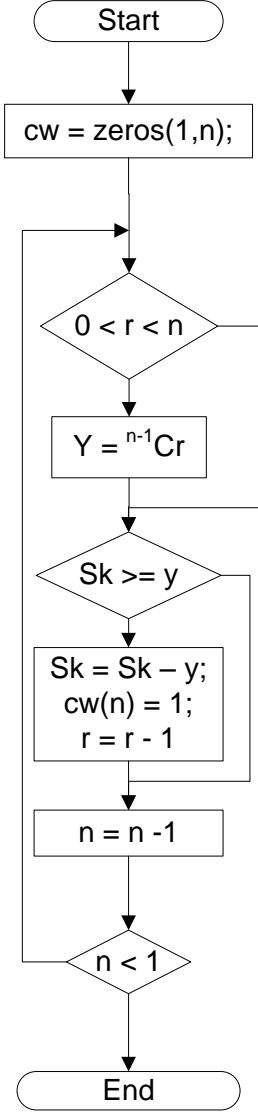 Start
cw = zeros(1,n);
0 < r < n
Y = ⁿ⁻¹Cr
Sk >= y
Sk = Sk – y;
cw(n) = 1;
r = r - 1
n = n -1
n < 1
End